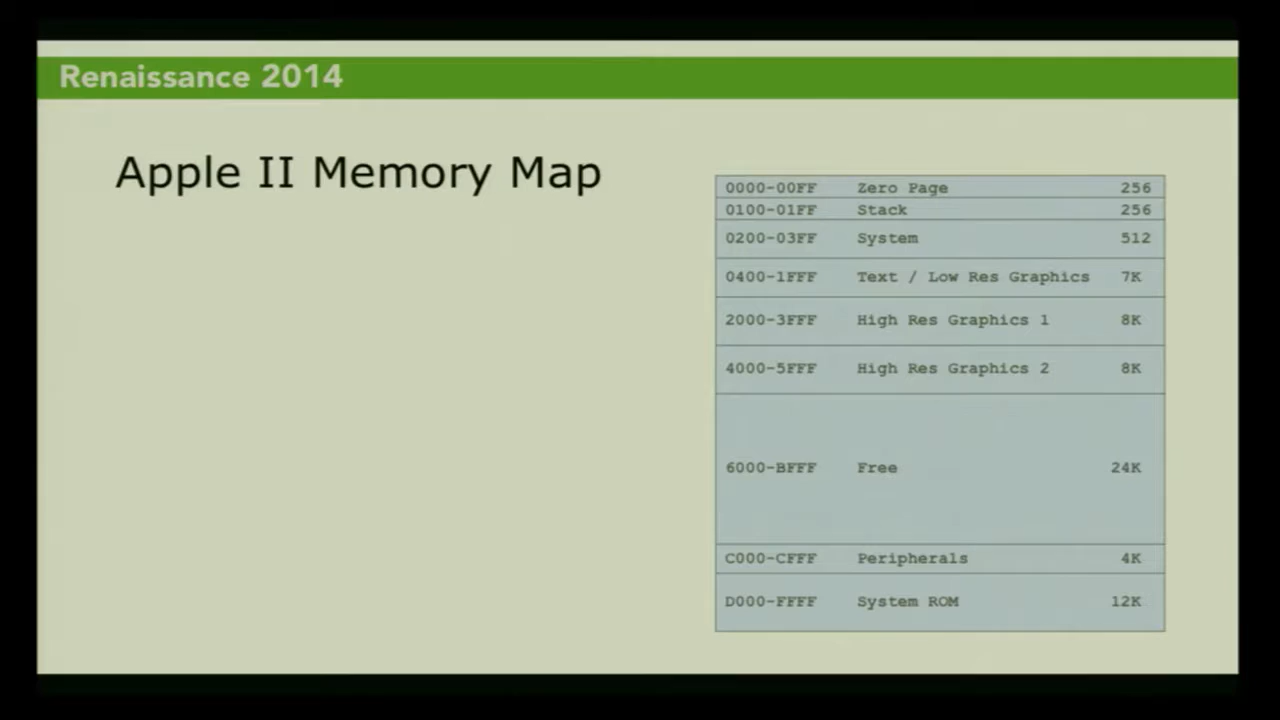 Renaissance 2014
Apple II Memory Map
0000-00FF Zero Page 256
0100-01FF Stack 256
0200-03FF System 512
0400-1FFF Text / Low Res Graphics 7K
2000-3FFF High Res Graphics 1 8K
4000-5FFF High Res Graphics 2 8K
6000-BFFF Free 24K
C000-CFFF Peripherals 4K
D000-FFFF System ROM 12K